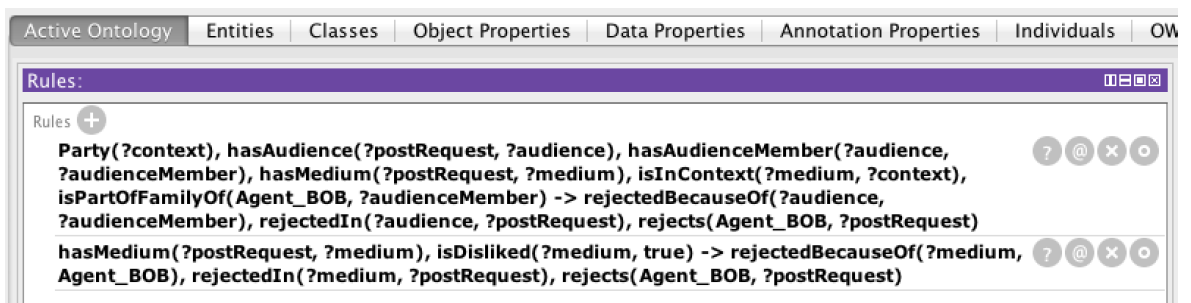 Active Ontology Entities Classes Object Properties Data Properties Annotation Properties Individuals OW
Rules:
Rules
Party(?context), hasAudience(?postRequest, ?audience), hasAudienceMember(?audience,
?audienceMember), hasMedium(?postRequest, ?medium), isInContext(?medium, ?context),
isPartOfFamilyOf(Agent_BOB, ?audienceMember) -> rejectedBecauseOf(?audience,
?audienceMember), rejectedIn(?audience, ?postRequest), rejects(Agent_BOB, ?postRequest)
hasMedium(?postRequest, ?medium), isDisliked(?medium, true) -> rejectedBecauseOf(?medium,
Agent_BOB), rejectedIn(?medium, ?postRequest), rejects(Agent_BOB, ?postRequest)